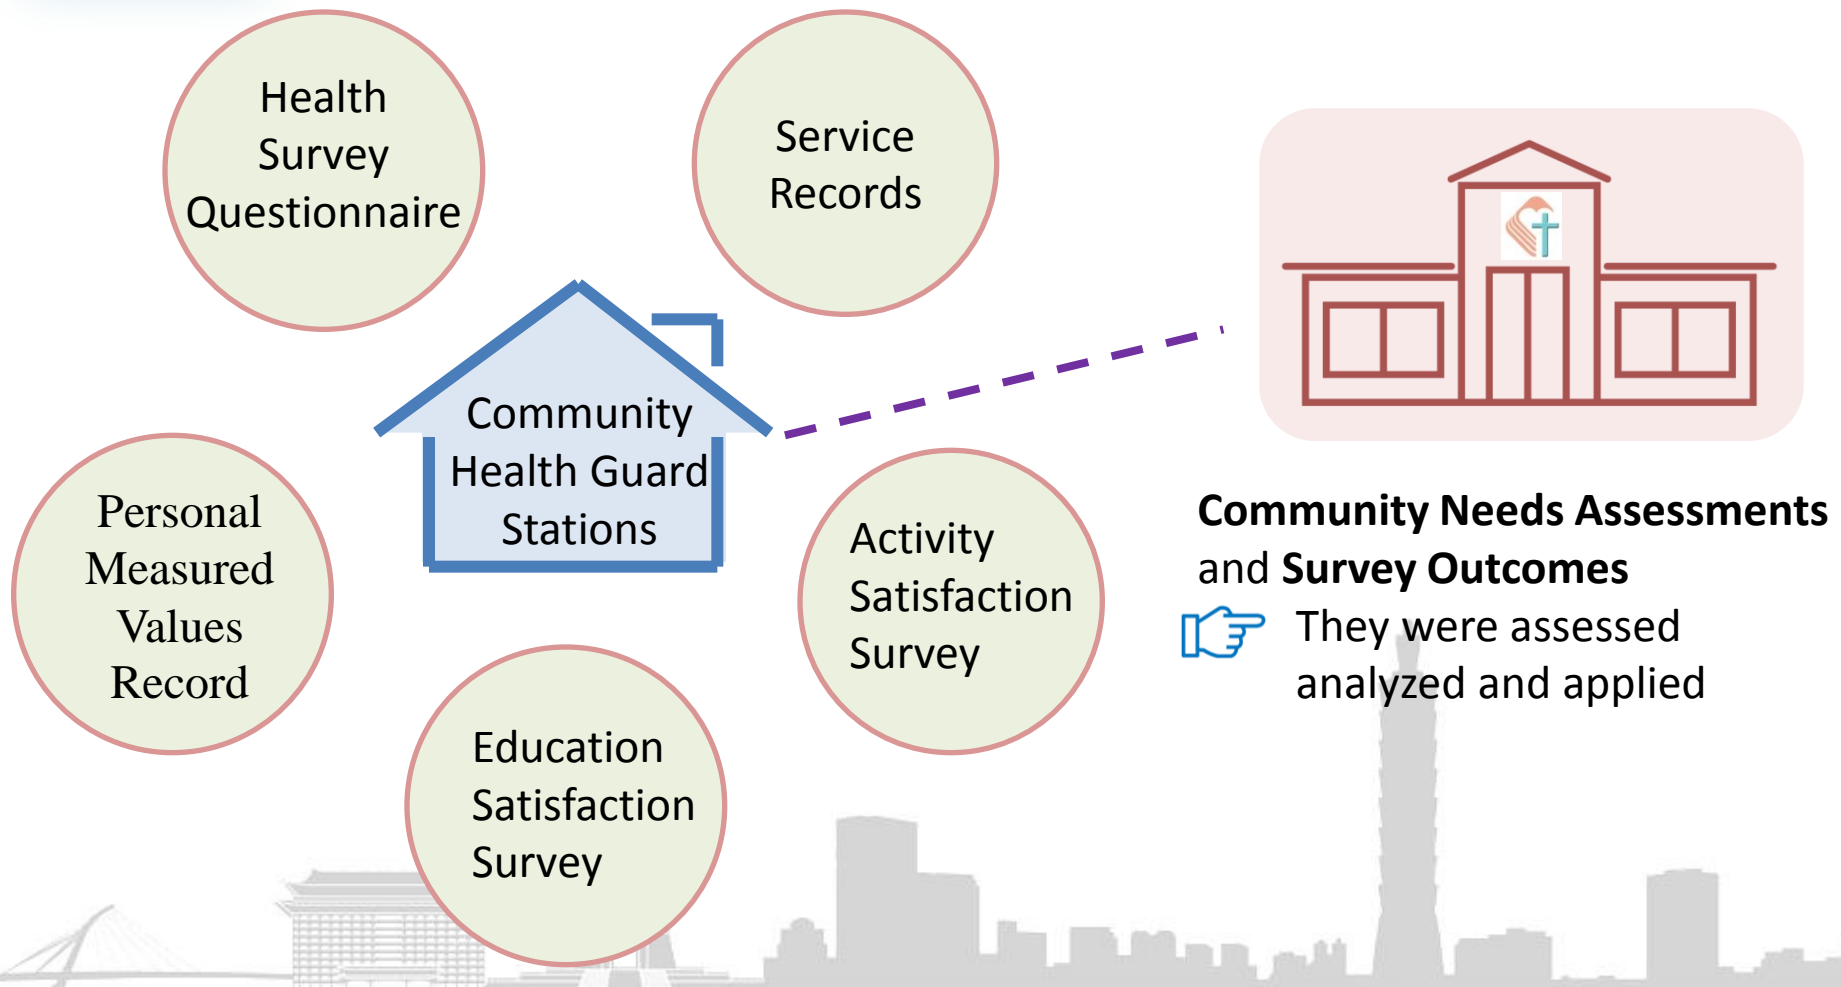 Health
Survey
Questionnaire
Service
Records
Community
Health Guard
Stations
Personal
Measured
Values
Record
Education
Satisfaction
Survey
Activity
Satisfaction
Survey
Community Needs Assessments
and Survey Outcomes
They were assessed
analyzed and applied